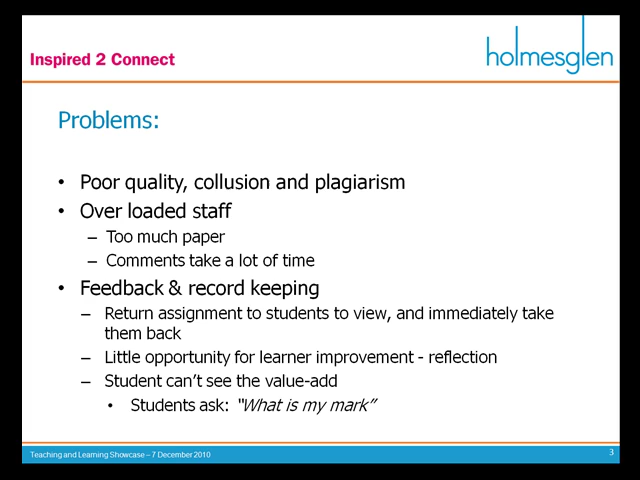 Inspired 2 Connect
holmesglen
Problems:
• Poor quality, collusion and plagiarism
• Over loaded staff
– Too much paper
– Comments take a lot of time
• Feedback & record keeping
– Return assignment to students to view, and immediately take
them back
– Little opportunity for learner improvement - reflection
– Student can’t see the value-add
• Students ask: “What is my mark”
Teaching and Learning Showcase – 7 December 2010
3